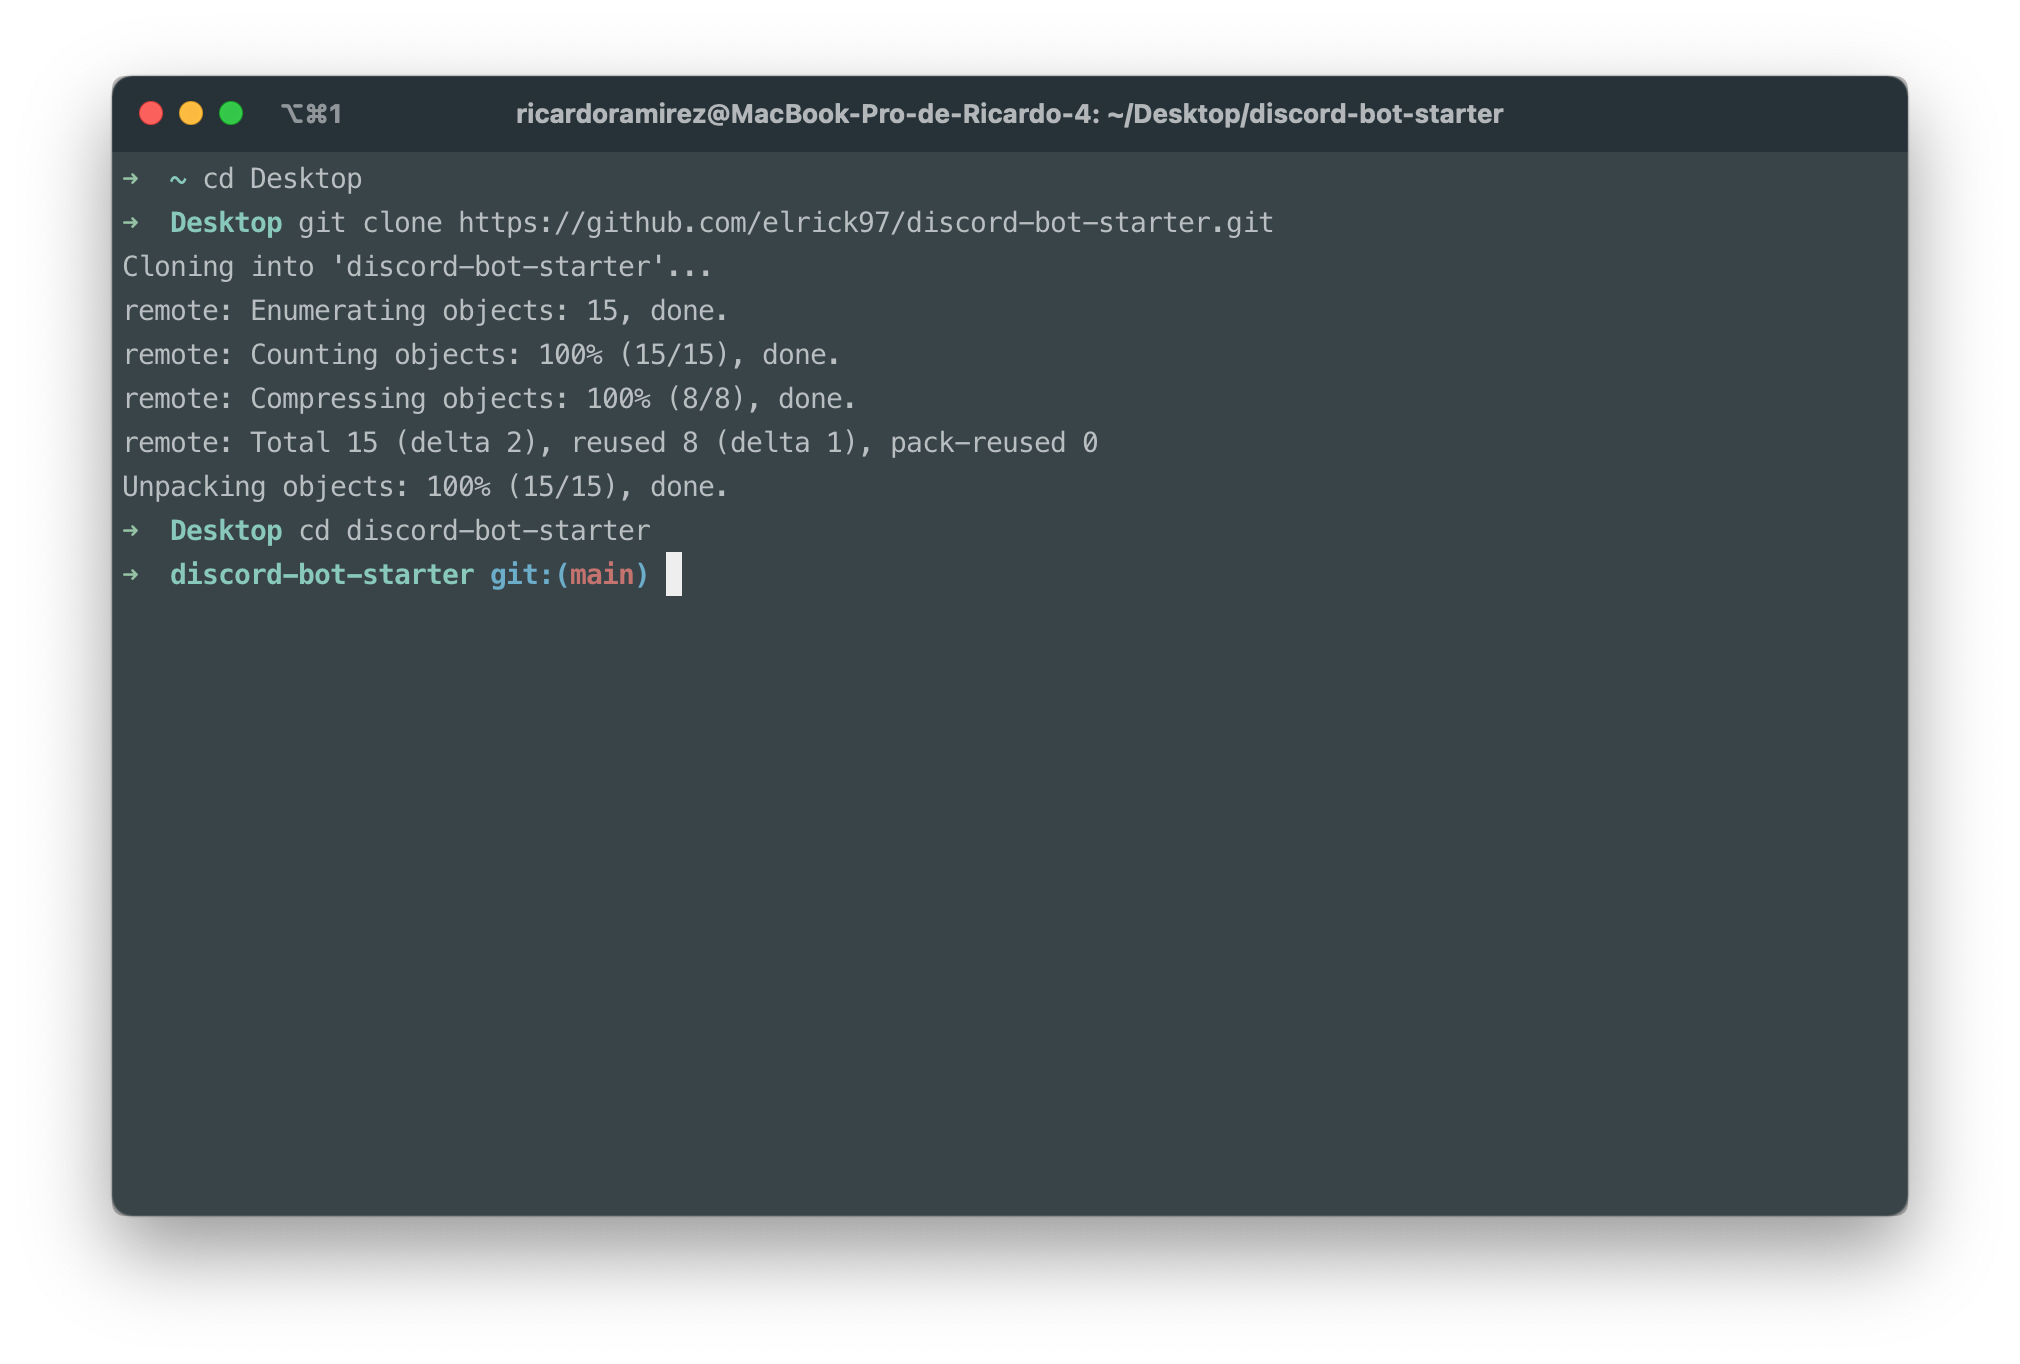 ⌥⌘1 ricardoramirez@MacBook-Pro-de-Ricardo-4: ~/Desktop/discord-bot-starter
➜  ~ cd Desktop
➜  Desktop git clone https://github.com/elrick97/discord-bot-starter.git
Cloning into 'discord-bot-starter'...
remote: Enumerating objects: 15, done.
remote: Counting objects: 100% (15/15), done.
remote: Compressing objects: 100% (8/8), done.
remote: Total 15 (delta 2), reused 8 (delta 1), pack-reused 0
Unpacking objects: 100% (15/15), done.
➜  Desktop cd discord-bot-starter
➜  discord-bot-starter git:(main)